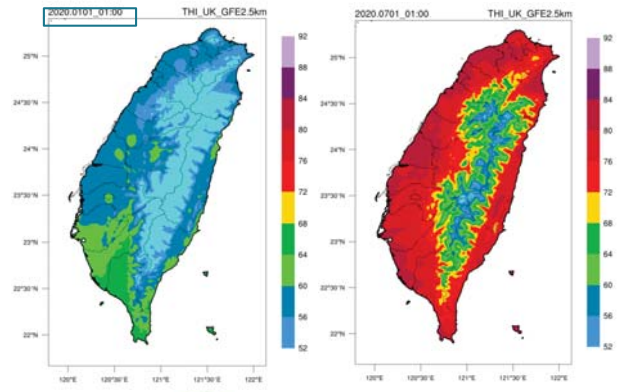 2020.0101_01:00 THI_UK_GFE2.5km
25°N
24°30'N
24°N
23°30'N
23°N
22°30'N
22°N
120°E 120°30'E 121°E 121°30'E 122°E
92
88
84
80
76
72
68
64
60
56
52
2020.0701_01:00 THI_UK_GFE2.5km
25°N
24°30'N
24°N
23°30'N
23°N
22°30'N
22°N
120°E 120°30'E 121°E 121°30'E 122°E
92
88
84
80
76
72
68
64
60
56
52